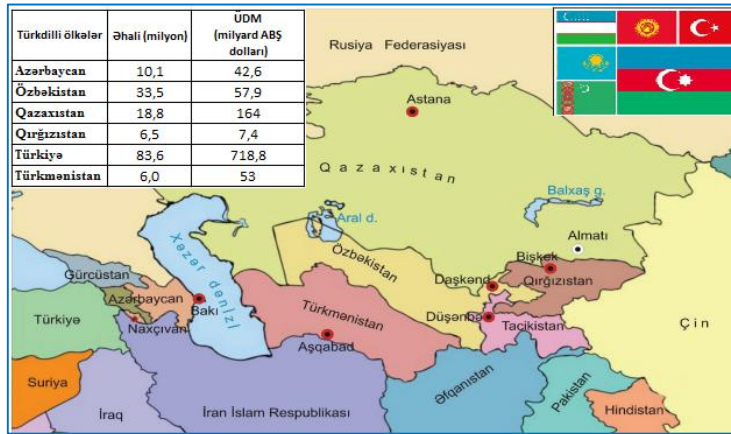 Türkdilli ölkələr Əhali (milyon) ÜDM (milyard ABŞ dolları)
Azərbaycan 10,1 42,6
Özbəkistan 33,5 57,9
Qazaxıstan 18,8 164
Qırğızıstan 6,5 7,4
Türkiyə 83,6 718,8
Türkmənistan 6,0 53
Rusiya Federasiyası
Astana
Qazaxıstan
Balxaş g.
Aral d.
Almatı
Xəzər dənizi
Özbəkistan
Bişkek
Gürcüstan
Daşkənd
Qırğızıstan
Azərbaycan
Bakı
Türkmənistan
Düşənbə
Tacikistan
Türkiyə
Naxçıvan
Aşqabad
Çin
Suriya
İraq
İran İslam Respublikası
Əfqanıstan
Pakistan
Hindistan